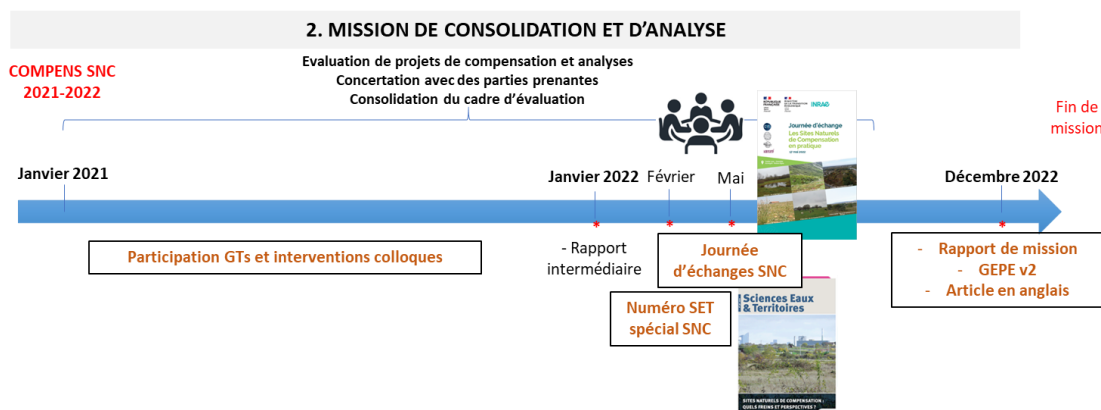 2. MISSION DE CONSOLIDATION ET D'ANALYSE
COMPENS SNC
2021-2022
Evaluation de projets de compensation et analyses
Concertation avec des parties prenantes
Consolidation du cadre d'évaluation
INRAE
Journée d'échange
Les Sites Naturels
de Compensation
en pratique
Fin de
mission
Janvier 2021
Janvier 2022
Février
Mai
Décembre 2022
*
*
*
*
Participation GTs et interventions colloques
- Rapport
intermédiaire
Journée
d'échanges SNC
- Rapport de mission
- GEPE v2
- Article en anglais
Numéro SET
spécial SNC
Sciences Eaux
& Territoires
SITES NATURELS DE COMPENSATION :
QUELS FREINS ET PERSPECTIVES ?